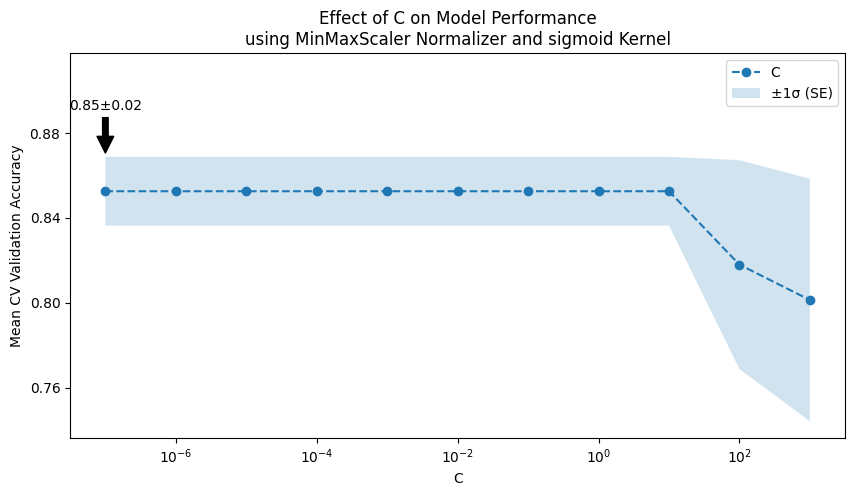 Effect of C on Model Performance
using MinMaxScaler Normalizer and sigmoid Kernel
C
±1σ (SE)
0.85±0.02
0.88
0.84
0.80
0.76
Mean CV Validation Accuracy
10⁻⁶
10⁻⁴
10⁻²
10⁰
10²
C